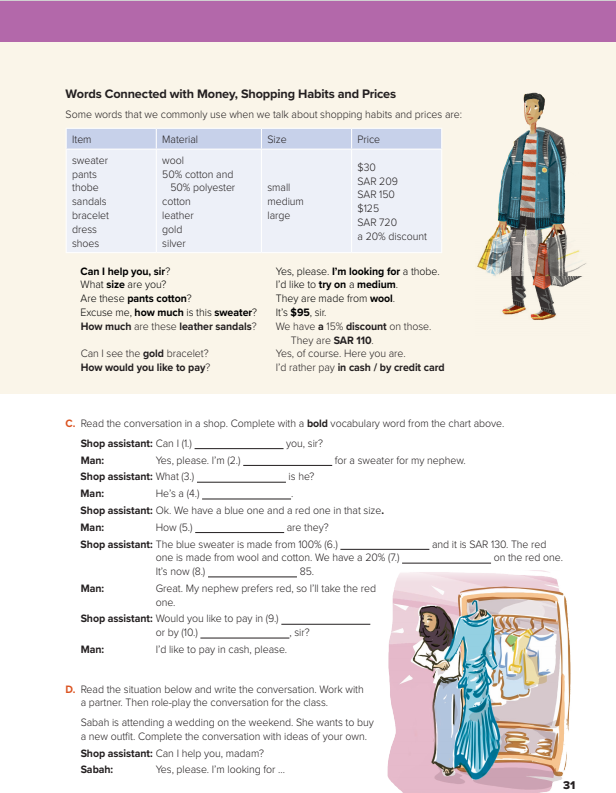 Words Connected with Money, Shopping Habits and Prices
Some words that we commonly use when we talk about shopping habits and prices are:
Item Material Size Price
sweater
pants
thobe
sandals
bracelet
dress
shoes
wool
50% cotton and
50% polyester
cotton
leather
gold
silver
small
medium
large
$30
SAR 209
SAR 150
$125
SAR 720
a 20% discount
Can I help you, sir? Yes, please. I'm looking for a thobe.
What size are you? I'd like to try on a medium.
Are these pants cotton? They are made from wool.
Excuse me, how much is this sweater? It's $95, sir.
How much are these leather sandals? We have a 15% discount on those.
They are SAR 110.
Can I see the gold bracelet? Yes, of course. Here you are.
How would you like to pay? I'd rather pay in cash / by credit card
C. Read the conversation in a shop. Complete with a bold vocabulary word from the chart above.
Shop assistant: Can I (1.) ________________ you, sir?
Man: Yes, please. I'm (2.) ________________ for a sweater for my nephew.
Shop assistant: What (3.) ________________ is he?
Man: He's a (4.) ________________.
Shop assistant: Ok. We have a blue one and a red one in that size.
Man: How (5.) ________________ are they?
Shop assistant: The blue sweater is made from 100% (6.) ________________ and it is SAR 130. The red
one is made from wool and cotton. We have a 20% (7.) ________________ on the red one.
It's now (8.) ________________ 85.
Man: Great. My nephew prefers red, so I'll take the red
one.
Shop assistant: Would you like to pay in (9.) ________________
or by (10.) ________________, sir?
Man: I'd like to pay in cash, please.
D. Read the situation below and write the conversation. Work with
a partner. Then role-play the conversation for the class.
Sabah is attending a wedding on the weekend. She wants to buy
a new outfit. Complete the conversation with ideas of your own.
Shop assistant: Can I help you, madam?
Sabah: Yes, please. I'm looking for ...
31